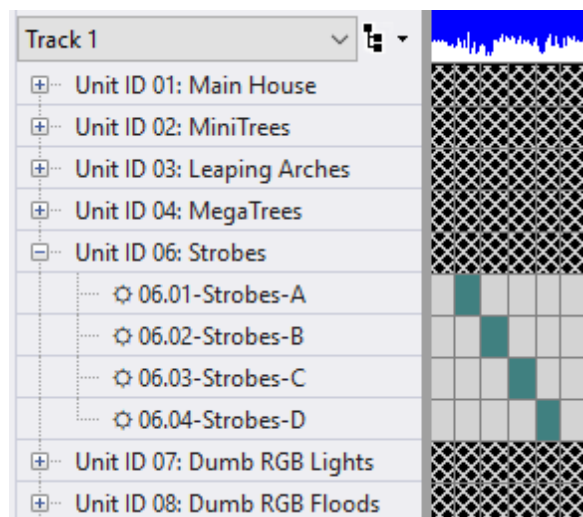 Track 1
Unit ID 01: Main House
Unit ID 02: MiniTrees
Unit ID 03: Leaping Arches
Unit ID 04: MegaTrees
Unit ID 06: Strobes
06.01-Strobes-A
06.02-Strobes-B
06.03-Strobes-C
06.04-Strobes-D
Unit ID 07: Dumb RGB Lights
Unit ID 08: Dumb RGB Floods